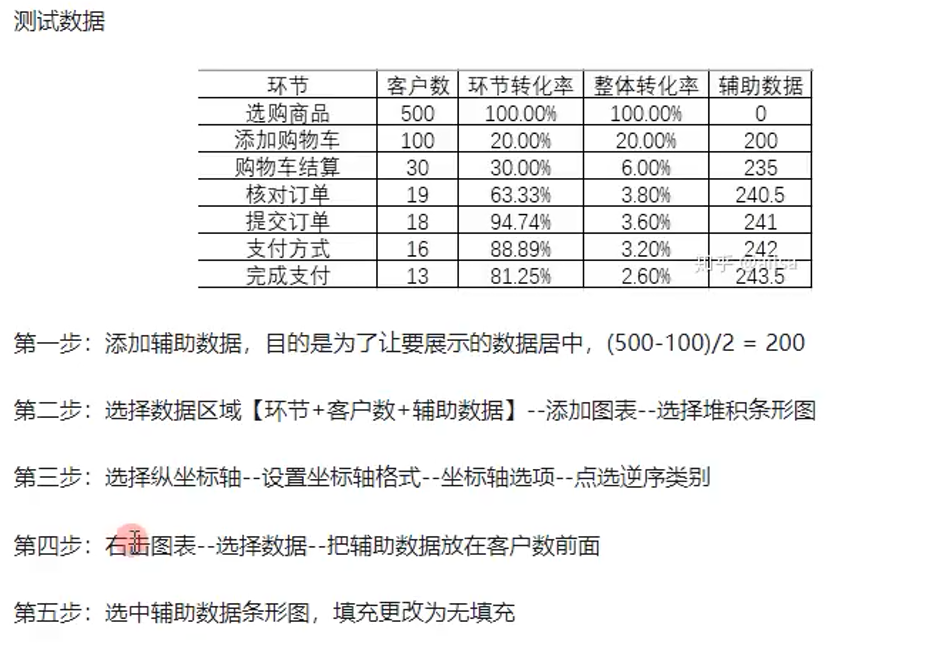 测试数据
环节 客户数 环节转化率 整体转化率 辅助数据
选购商品 500 100.00% 100.00% 0
添加购物车 100 20.00% 20.00% 200
购物车结算 30 30.00% 6.00% 235
核对订单 19 63.33% 3.80% 240.5
提交订单 18 94.74% 3.60% 241
支付方式 16 88.89% 3.20% 242
完成支付 13 81.25% 2.60% 243.5
知乎
第一步：添加辅助数据，目的是为了让要展示的数据居中，(500-100)/2 = 200
第二步：选择数据区域【环节+客户数+辅助数据】--添加图表--选择堆积条形图
第三步：选择纵坐标轴--设置坐标轴格式--坐标轴选项--点选逆序类别
第四步：右击图表--选择数据--把辅助数据放在客户数前面
第五步：选中辅助数据条形图，填充更改为无填充